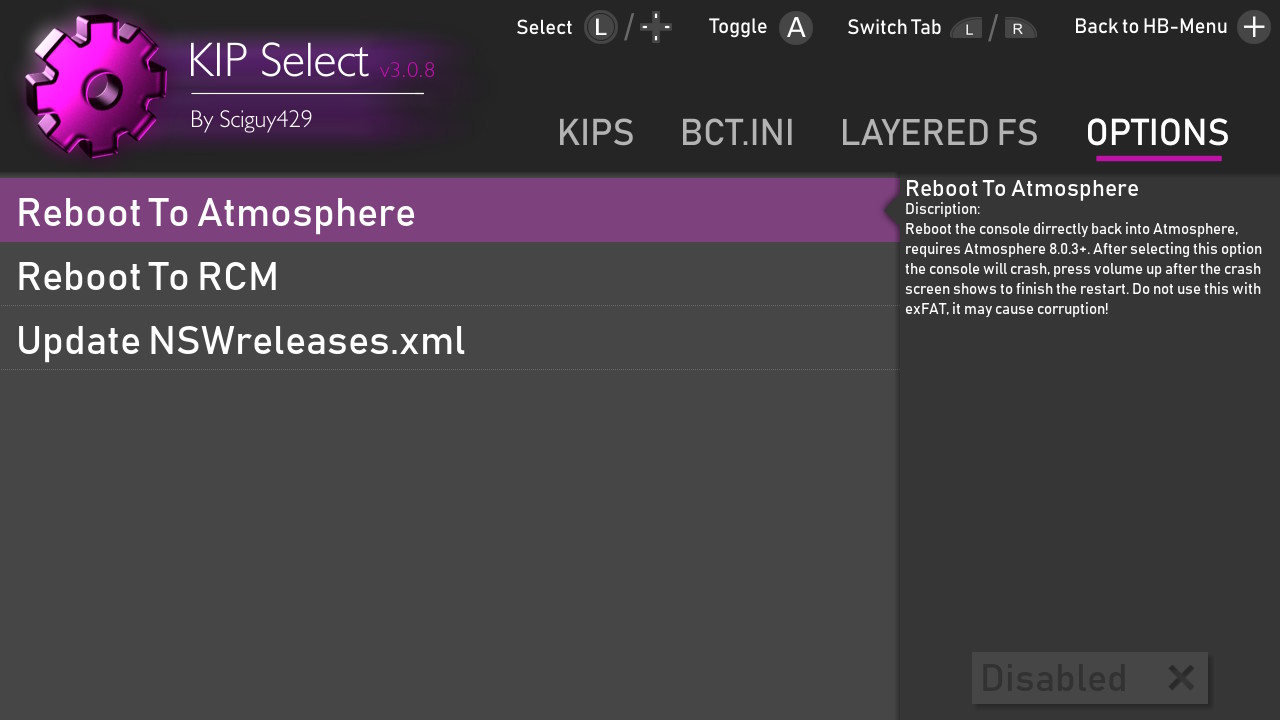 Select L / Toggle A Switch Tab L / R Back to HB-Menu +
KIP Select v3.0.8
By Sciguy429
KIPS BCT.INI LAYERED FS OPTIONS
Reboot To Atmosphere
Reboot To RCM
Update NSWreleases.xml
Reboot To Atmosphere
Discription:
Reboot the console dirrectly back into Atmosphere,
requires Atmosphere 8.0.3+. After selecting this option
the console will crash, press volume up after the crash
screen shows to finish the restart. Do not use this with
exFAT, it may cause corruption!
Disabled